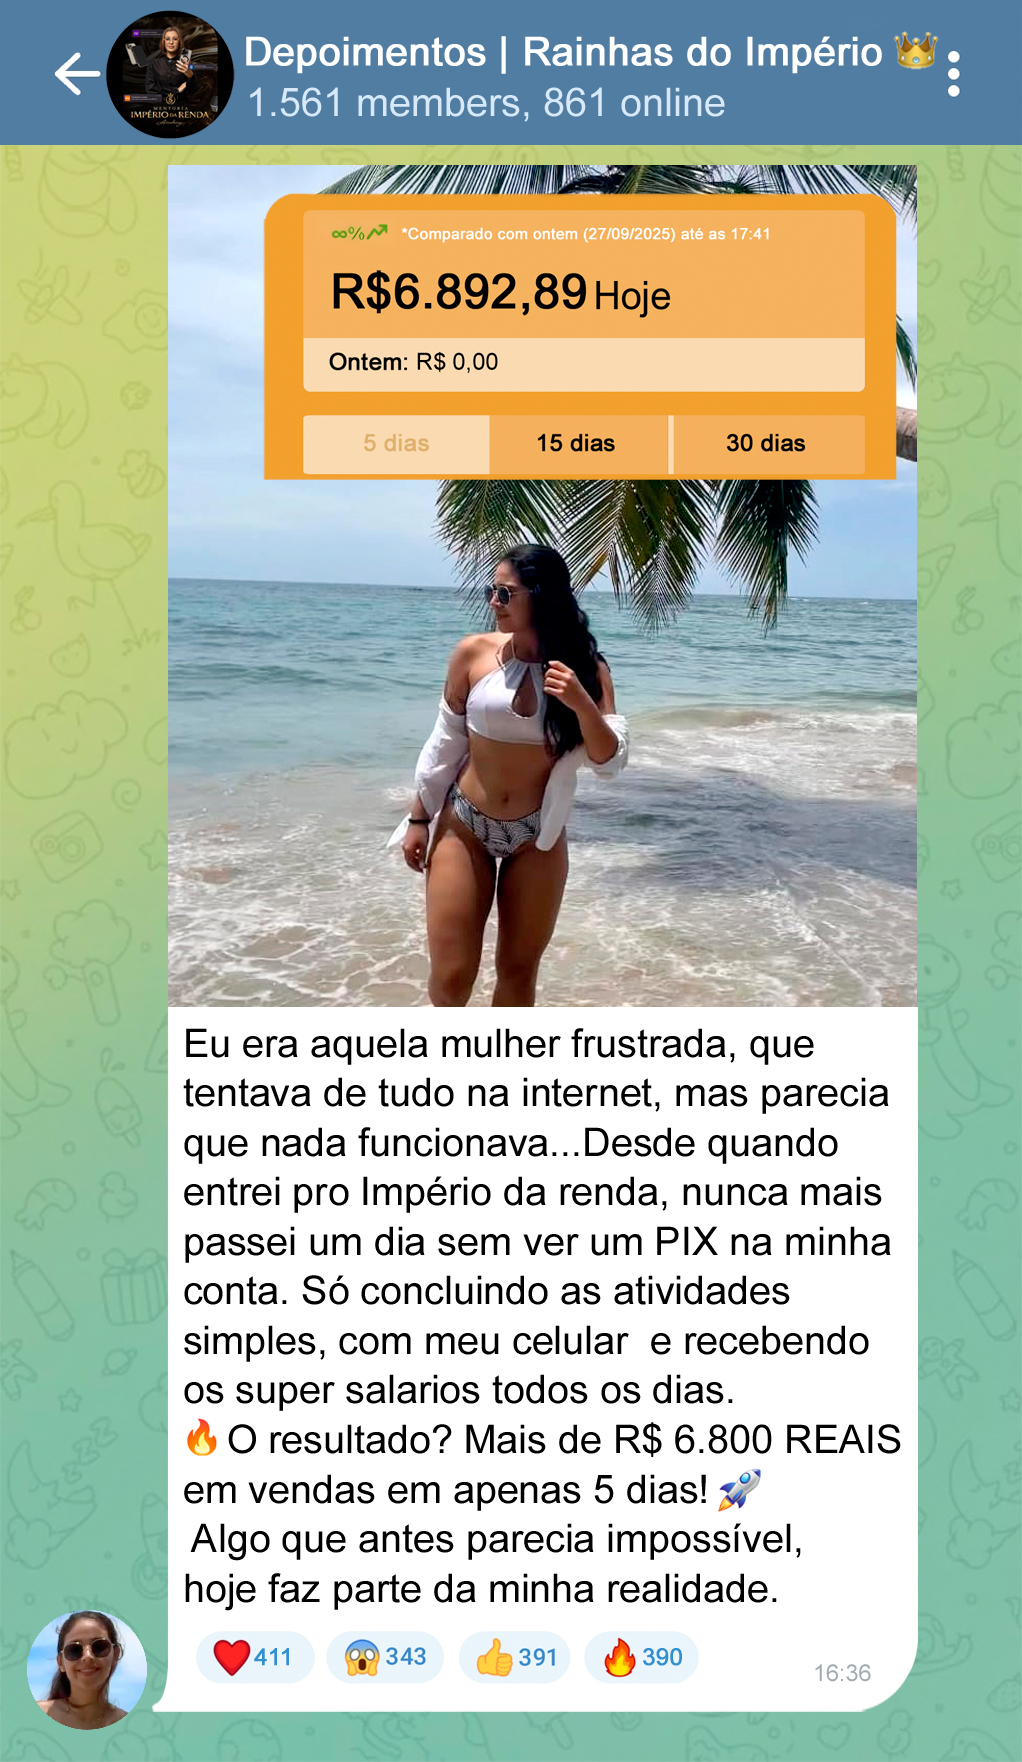 Depoimentos | Rainhas do Império 👑
1.561 members, 861 online
MENTORIA
IMPÉRIO DA RENDA
∞% *Comparado com ontem (27/09/2025) até as 17:41
R$6.892,89 Hoje
Ontem: R$ 0,00
5 dias 15 dias 30 dias
Eu era aquela mulher frustrada, que
tentava de tudo na internet, mas parecia
que nada funcionava...Desde quando
entrei pro Império da renda, nunca mais
passei um dia sem ver um PIX na minha
conta. Só concluindo as atividades
simples, com meu celular  e recebendo
os super salarios todos os dias.
🔥 O resultado? Mais de R$ 6.800 REAIS
em vendas em apenas 5 dias! 🚀
Algo que antes parecia impossível,
hoje faz parte da minha realidade.
❤️ 411 😱 343 👍 391 🔥 390
16:36